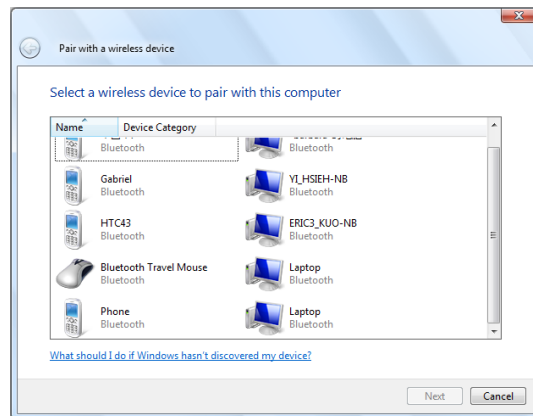 Pair with a wireless device
Select a wireless device to pair with this computer
Name Device Category
Bluetooth Bluetooth
Gabriel YI_HSIEH-NB
Bluetooth Bluetooth
HTC43 ERIC3_KUO-NB
Bluetooth Bluetooth
Bluetooth Travel Mouse Laptop
Bluetooth Bluetooth
Phone Laptop
Bluetooth Bluetooth
What should I do if Windows hasn't discovered my device?
Next Cancel